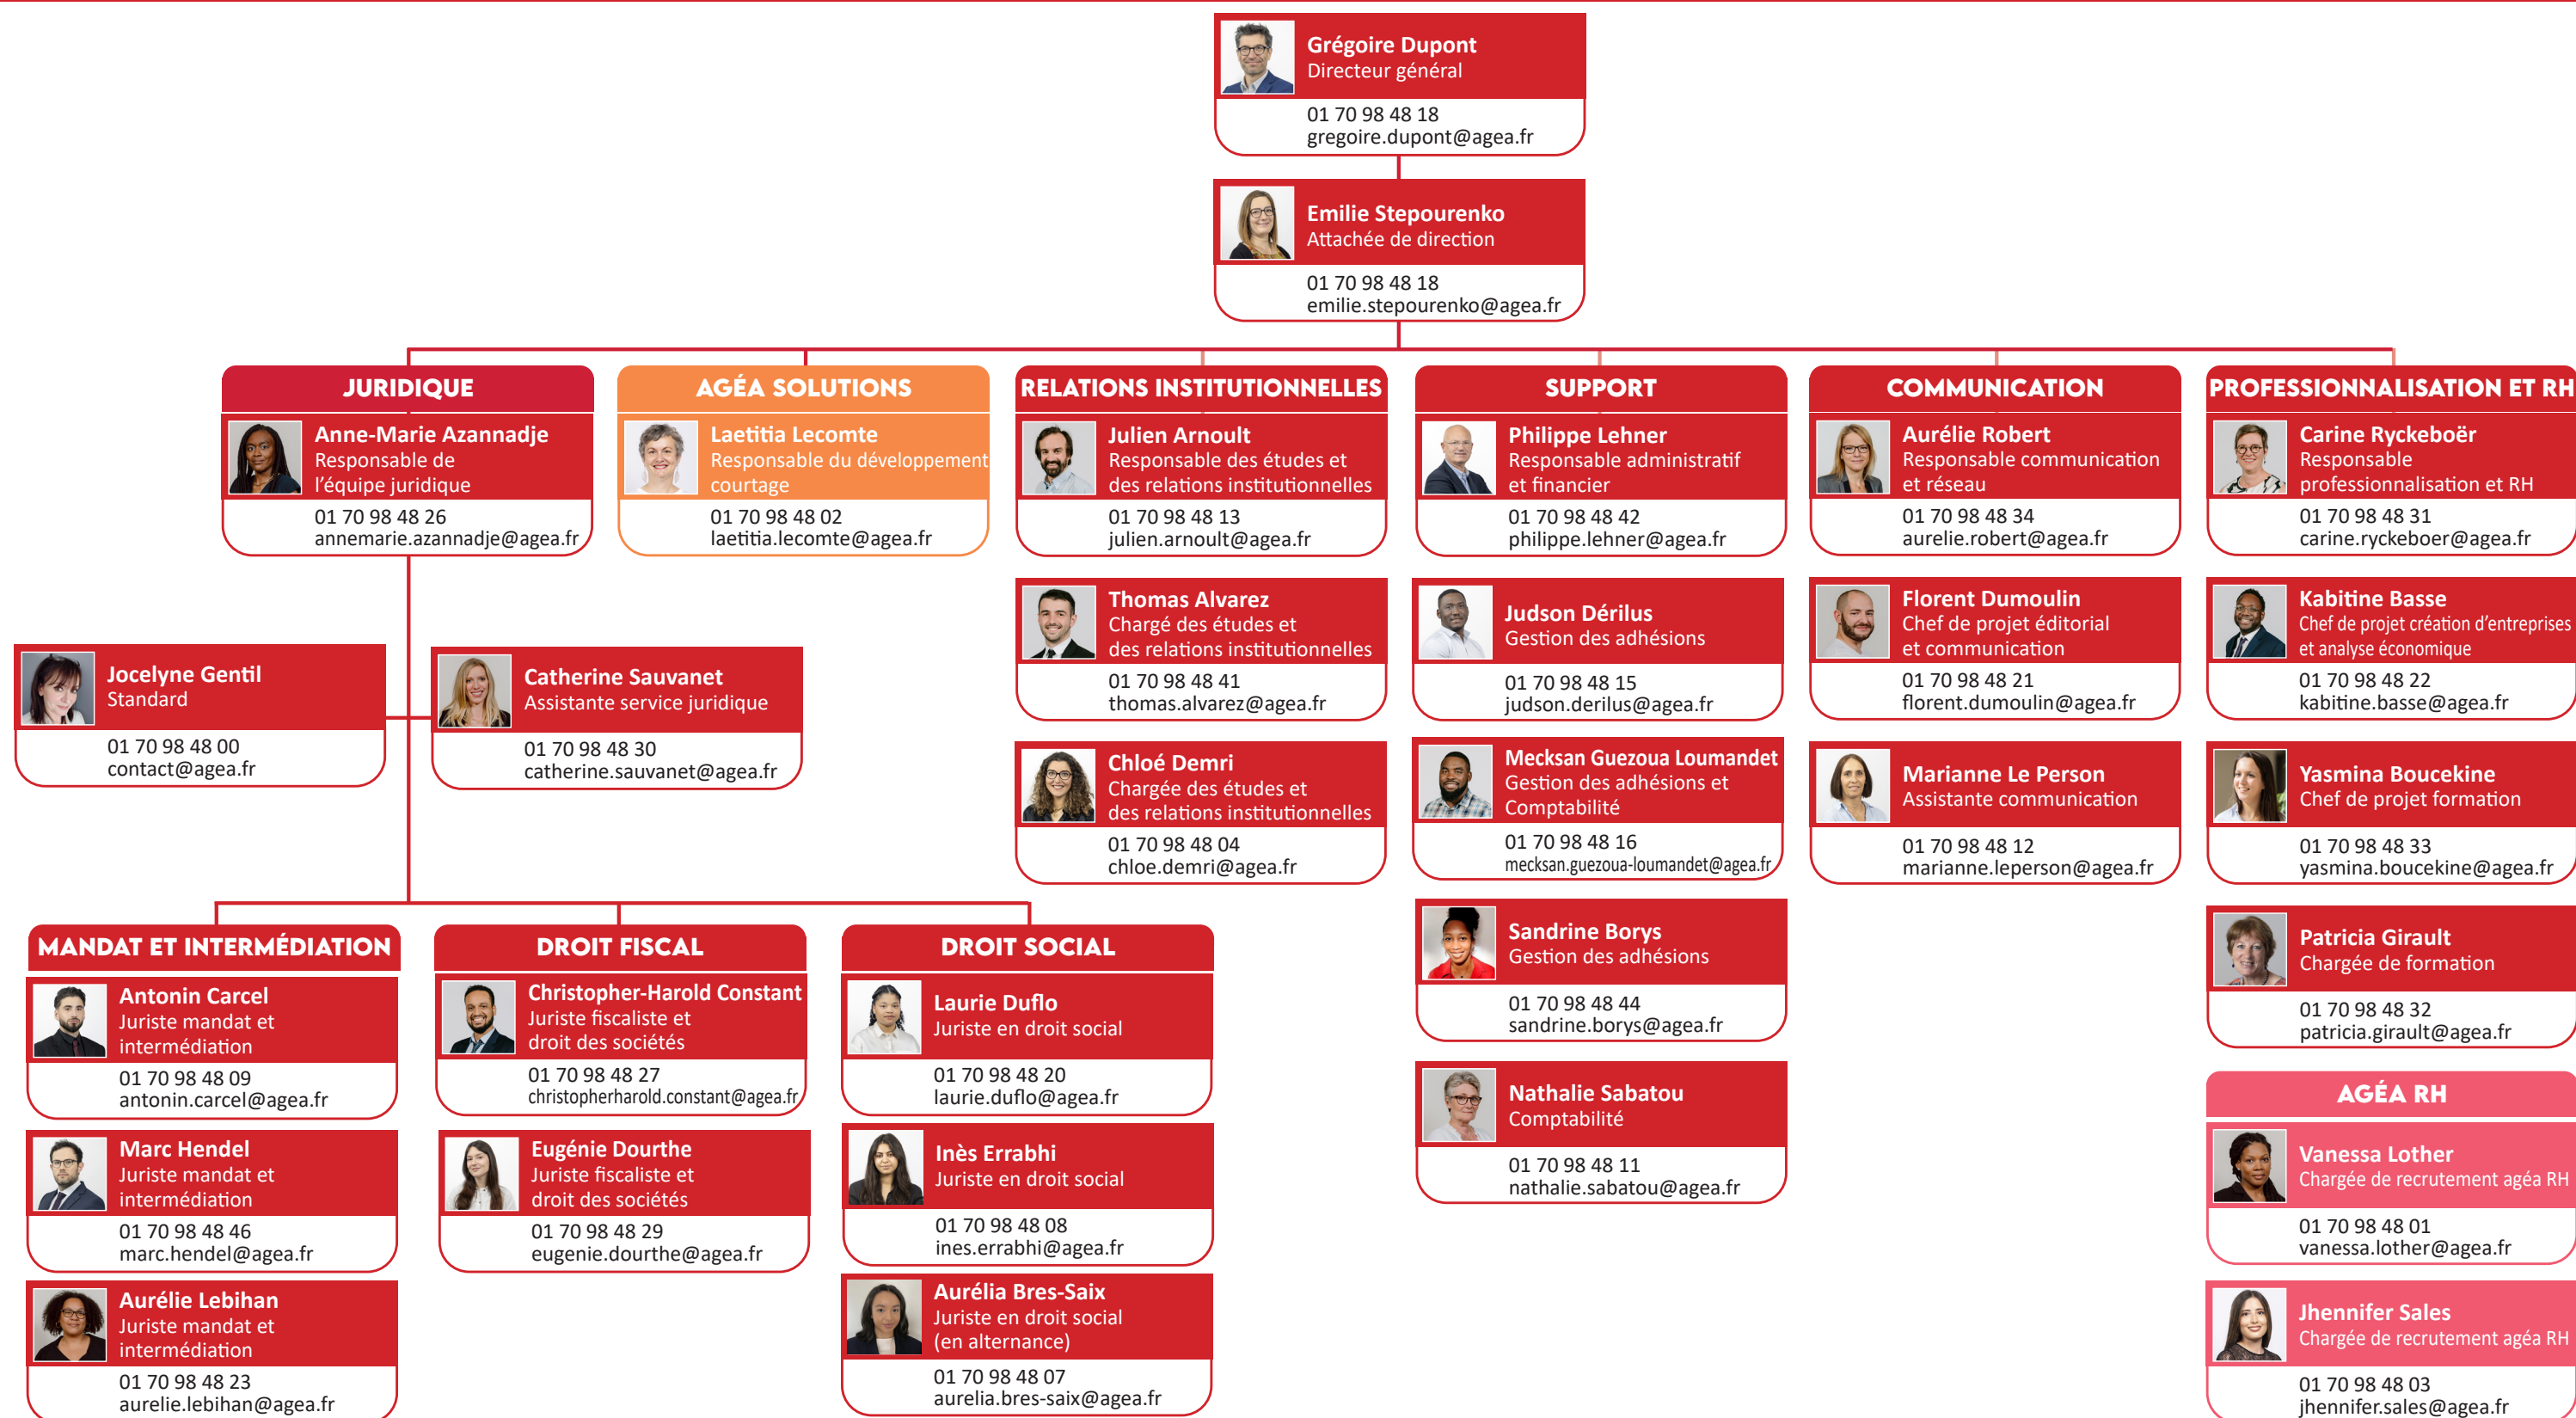 Grégoire Dupont
Directeur général
01 70 98 48 18
gregoire.dupont@agea.fr
Emilie Stepourenko
Attachée de direction
01 70 98 48 18
emilie.stepourenko@agea.fr
JURIDIQUE
Anne-Marie Azannadje
Responsable de
l'équipe juridique
01 70 98 48 26
annemarie.azannadje@agea.fr
Jocelyne Gentil
Standard
01 70 98 48 00
contact@agea.fr
Catherine Sauvanet
Assistante service juridique
01 70 98 48 30
catherine.sauvanet@agea.fr
MANDAT ET INTERMÉDIATION
Antonin Carcel
Juriste mandat et
intermédiation
01 70 98 48 09
antonin.carcel@agea.fr
Marc Hendel
Juriste mandat et
intermédiation
01 70 98 48 46
marc.hendel@agea.fr
Aurélie Lebihan
Juriste mandat et
intermédiation
01 70 98 48 23
aurelie.lebihan@agea.fr
DROIT FISCAL
Christopher-Harold Constant
Juriste fiscaliste et
droit des sociétés
01 70 98 48 27
christopherharold.constant@agea.fr
Eugénie Dourthe
Juriste fiscaliste et
droit des sociétés
01 70 98 48 29
eugenie.dourthe@agea.fr
DROIT SOCIAL
Laurie Duflo
Juriste en droit social
01 70 98 48 20
laurie.duflo@agea.fr
Inès Errabhi
Juriste en droit social
01 70 98 48 08
ines.errabhi@agea.fr
Aurélia Bres-Saix
Juriste en droit social
(en alternance)
01 70 98 48 07
aurelia.bres-saix@agea.fr
AGÉA SOLUTIONS
Laetitia Lecomte
Responsable du développement
courtage
01 70 98 48 02
laetitia.lecomte@agea.fr
RELATIONS INSTITUTIONNELLES
Julien Arnoult
Responsable des études et
des relations institutionnelles
01 70 98 48 13
julien.arnoult@agea.fr
Thomas Alvarez
Chargé des études et
des relations institutionnelles
01 70 98 48 41
thomas.alvarez@agea.fr
Chloé Demri
Chargée des études et
des relations institutionnelles
01 70 98 48 04
chloe.demri@agea.fr
SUPPORT
Philippe Lehner
Responsable administratif
et financier
01 70 98 48 42
philippe.lehner@agea.fr
Judson Dérilus
Gestion des adhésions
01 70 98 48 15
judson.derilus@agea.fr
Mecksan Guezoua Loumandet
Gestion des adhésions et
Comptabilité
01 70 98 48 16
mecksan.guezoua-loumandet@agea.fr
Sandrine Borys
Gestion des adhésions
01 70 98 48 44
sandrine.borys@agea.fr
Nathalie Sabatou
Comptabilité
01 70 98 48 11
nathalie.sabatou@agea.fr
COMMUNICATION
Aurélie Robert
Responsable communication
et réseau
01 70 98 48 34
aurelie.robert@agea.fr
Florent Dumoulin
Chef de projet éditorial
et communication
01 70 98 48 21
florent.dumoulin@agea.fr
Marianne Le Person
Assistante communication
01 70 98 48 12
marianne.leperson@agea.fr
PROFESSIONNALISATION ET RH
Carine Ryckeboër
Responsable
professionnalisation et RH
01 70 98 48 31
carine.ryckeboer@agea.fr
Kabitine Basse
Chef de projet création d'entreprises
et analyse économique
01 70 98 48 22
kabitine.basse@agea.fr
Yasmina Boucekine
Chef de projet formation
01 70 98 48 33
yasmina.boucekine@agea.fr
Patricia Girault
Chargée de formation
01 70 98 48 32
patricia.girault@agea.fr
AGÉA RH
Vanessa Lother
Chargée de recrutement agéa RH
01 70 98 48 01
vanessa.lother@agea.fr
Jhennifer Sales
Chargée de recrutement agéa RH
01 70 98 48 03
jhennifer.sales@agea.fr